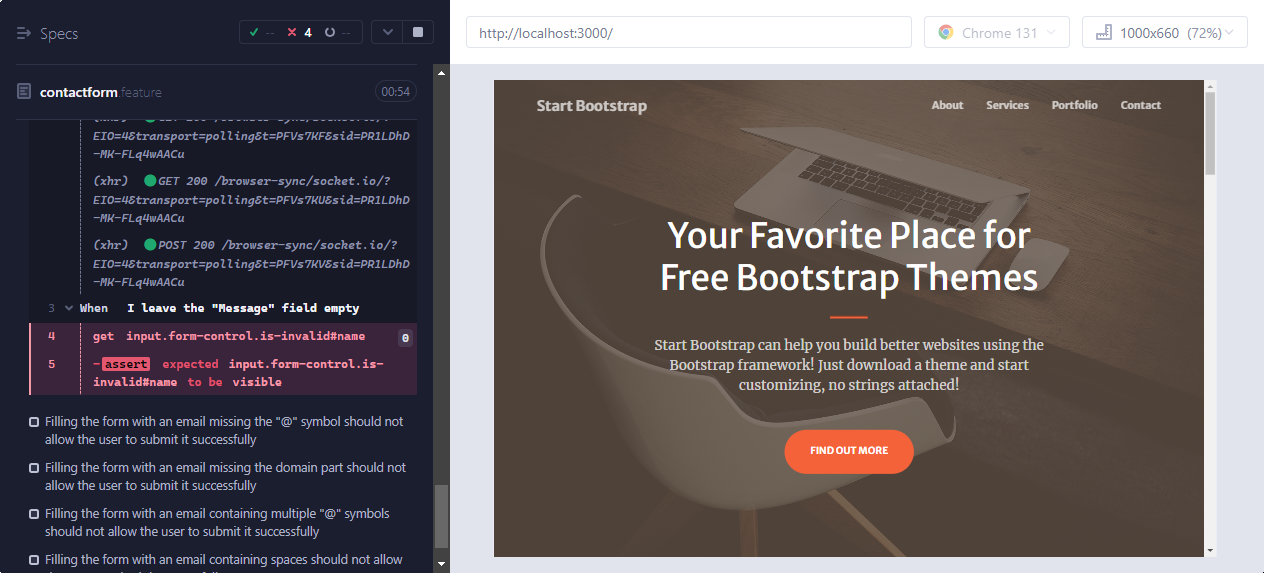 Specs
-- 4 --
http://localhost:3000/
Chrome 131
1000x660 (72%)
contactform.feature
00:54
EIO=4&transport=polling&t=PFVs7KF&sid=PR1LDhD
-MK-FLq4wAACu
(xhr) GET 200 /browser-sync/socket.io/?
EIO=4&transport=polling&t=PFVs7KU&sid=PR1LDhD
-MK-FLq4wAACu
(xhr) POST 200 /browser-sync/socket.io/?
EIO=4&transport=polling&t=PFVs7KV&sid=PR1LDhD
-MK-FLq4wAACu
3 When I leave the "Message" field empty
4 get input.form-control.is-invalid#name 0
5 -assert expected input.form-control.is-
invalid#name to be visible
Filling the form with an email missing the "@" symbol should not
allow the user to submit it successfully
Filling the form with an email missing the domain part should not
allow the user to submit it successfully
Filling the form with an email containing multiple "@" symbols
should not allow the user to submit it successfully
Filling the form with an email containing spaces should not allow
Start Bootstrap
About Services Portfolio Contact
Your Favorite Place for
Free Bootstrap Themes
Start Bootstrap can help you build better websites using the
Bootstrap framework! Just download a theme and start
customizing, no strings attached!
FIND OUT MORE